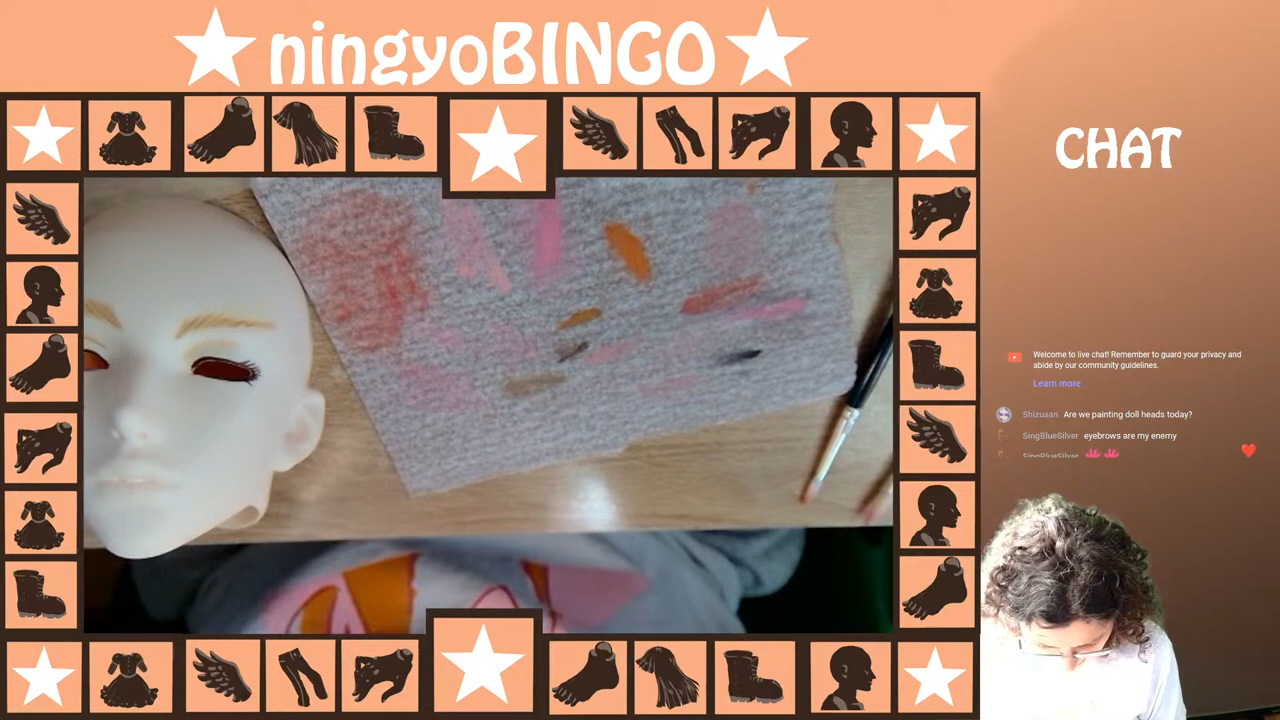 ningyoBINGO
CHAT
Welcome to live chat! Remember to guard your privacy and
abide by our community guidelines.
Learn more
Shizusan Are we painting doll heads today?
SingBlueSilver eyebrows are my enemy
SingBlueSilver